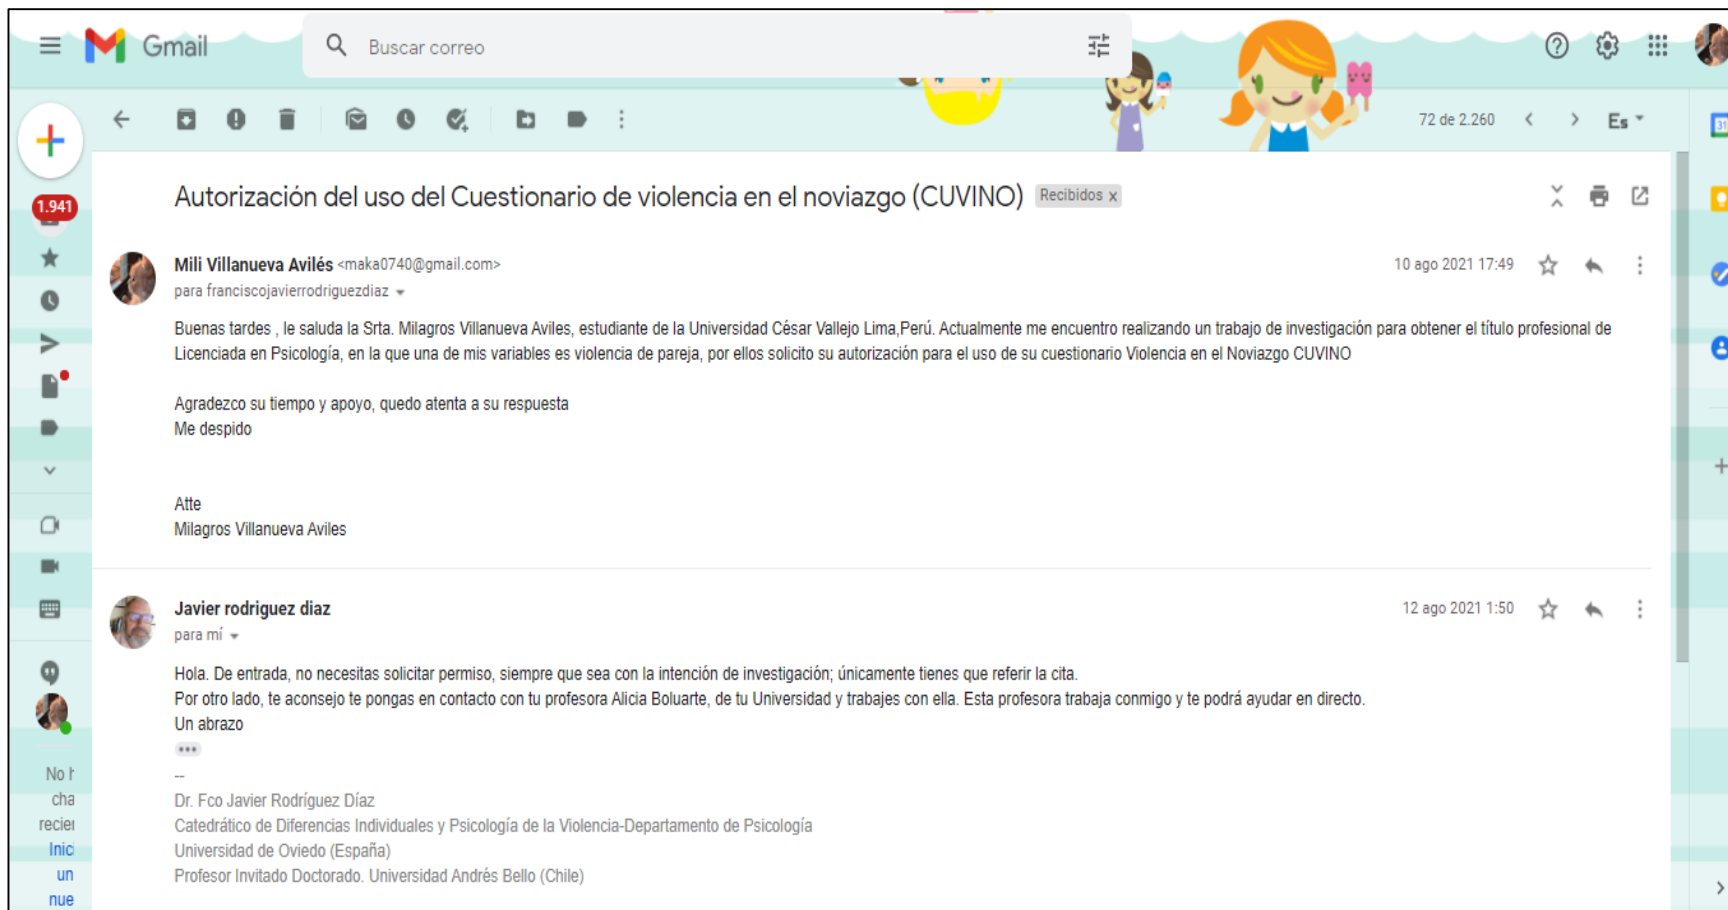 Gmail
Buscar correo
72 de 2.260
Es
1.941
31
Autorización del uso del Cuestionario de violencia en el noviazgo (CUVINO) Recibidos x
Mili Villanueva Avilés <maka0740@gmail.com>
10 ago 2021 17:49
para franciscojavierrodriguezdiaz
Buenas tardes , le saluda la Srta. Milagros Villanueva Aviles, estudiante de la Universidad César Vallejo Lima,Perú. Actualmente me encuentro realizando un trabajo de investigación para obtener el título profesional de
Licenciada en Psicología, en la que una de mis variables es violencia de pareja, por ellos solicito su autorización para el uso de su cuestionario Violencia en el Noviazgo CUVINO
Agradezco su tiempo y apoyo, quedo atenta a su respuesta
Me despido
Atte
Milagros Villanueva Aviles
Javier rodriguez diaz
12 ago 2021 1:50
para mí
Hola. De entrada, no necesitas solicitar permiso, siempre que sea con la intención de investigación; únicamente tienes que referir la cita.
Por otro lado, te aconsejo te pongas en contacto con tu profesora Alicia Boluarte, de tu Universidad y trabajes con ella. Esta profesora trabaja conmigo y te podrá ayudar en directo.
Un abrazo
--
Dr. Fco Javier Rodríguez Díaz
Catedrático de Diferencias Individuales y Psicología de la Violencia-Departamento de Psicología
Universidad de Oviedo (España)
Profesor Invitado Doctorado. Universidad Andrés Bello (Chile)
No h
cha
recier
Inic
un
nue